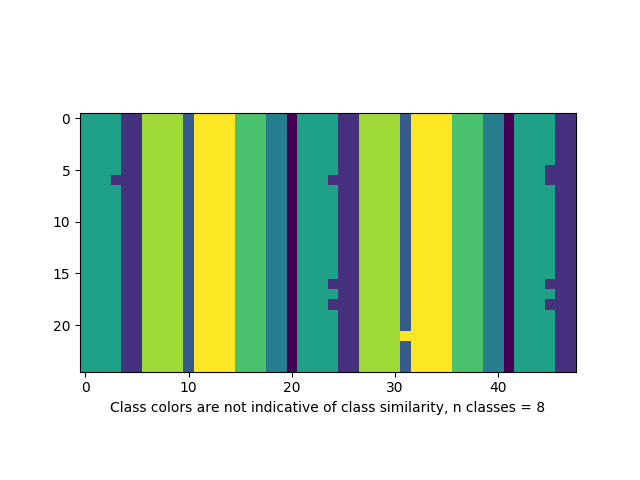 0
5
10
15
20
0 10 20 30 40
Class colors are not indicative of class similarity, n classes = 8